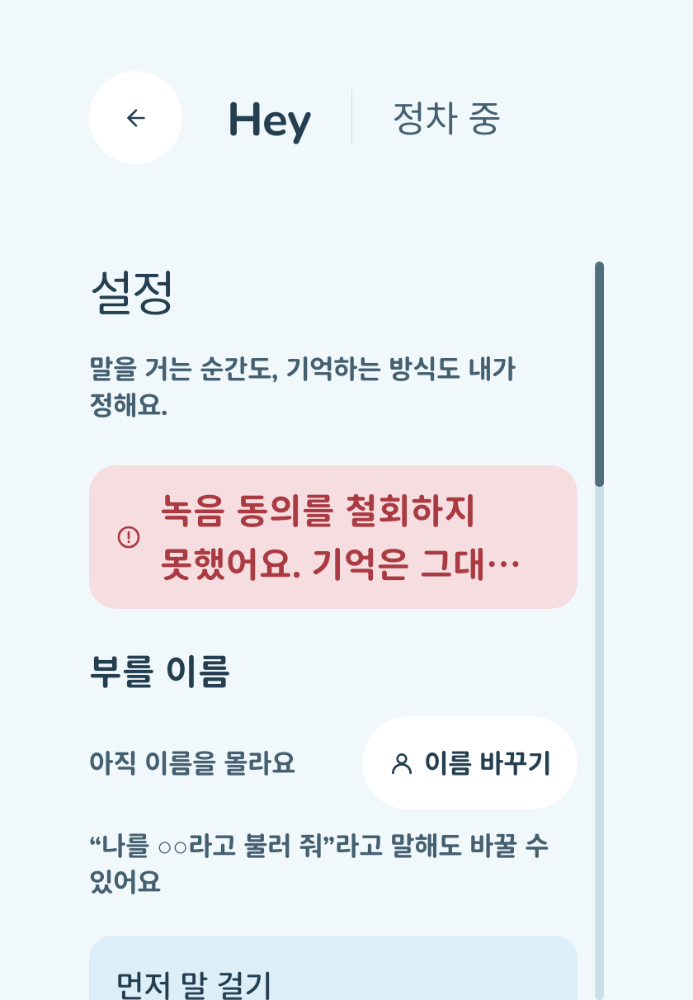 Hey
정차 중
설정
말을 거는 순간도, 기억하는 방식도 내가
정해요.
녹음 동의를 철회하지
못했어요. 기억은 그대…
부를 이름
아직 이름을 몰라요
이름 바꾸기
“나를 ○○라고 불러 줘”라고 말해도 바꿀 수
있어요
먼저 말 걸기